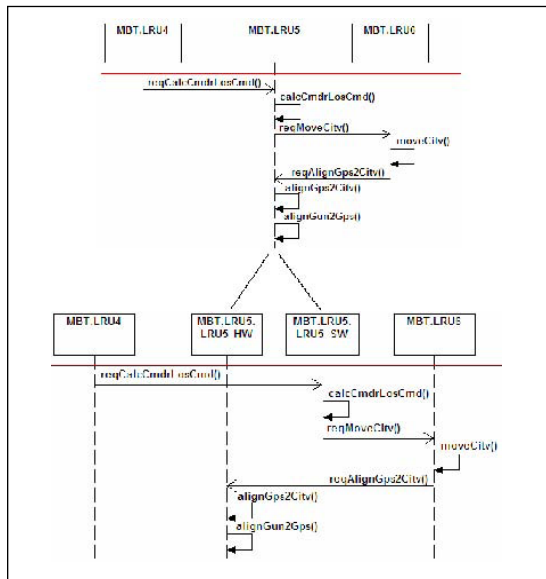 MBT.LRU4 MBT.LRU5 MBT.LRU6
reqCalcCmdrLosCmd()
calcCmdrLosCmd()
reqMoveCitv()
moveCitv()
reqAlignGps2Citv()
alignGps2Citv()
alignGun2Gps()
MBT.LRU4 MBT.LRU5. MBT.LRU5. MBT.LRU6
LRU5_HW LRU5_SW
reqCalcCmdrLosCmd()
calcCmdrLosCmd()
reqMoveCitv()
moveCitv()
reqAlignGps2Citv()
alignGps2Citv()
alignGun2Gps()